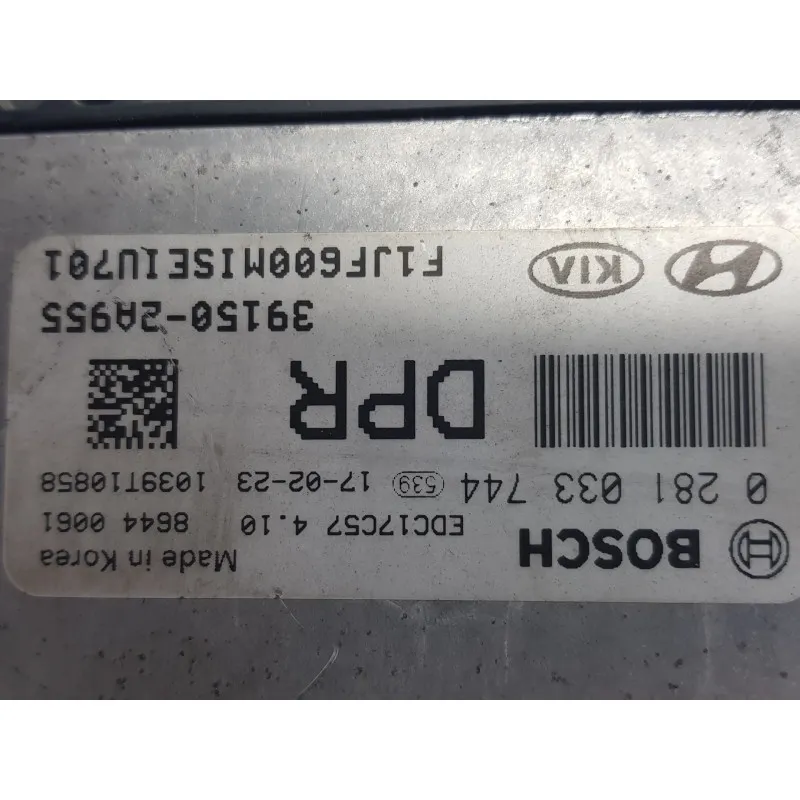 BOSCH
EDC17C57 4.10
8644 0061
Made in Korea
0 281 033 744
539
17-02-23
1039T10858
DPR
39150-2A955
KIA
F1JF600MISEIU701